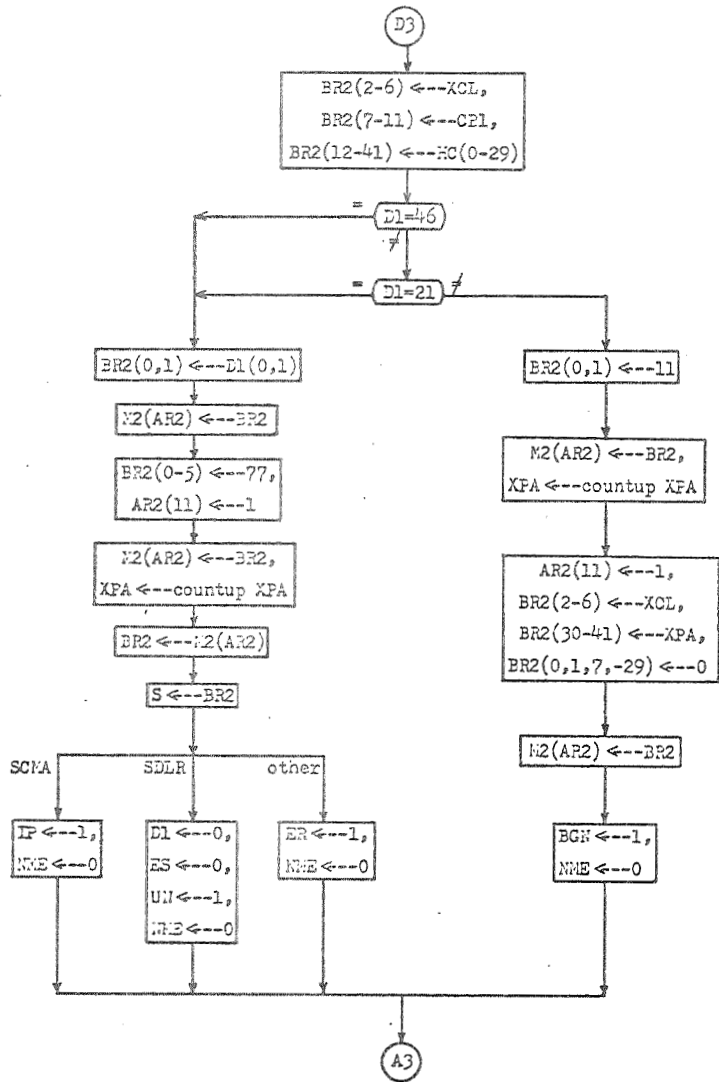 D3
BR2(2-6) <---XCL,
BR2(7-11) <---CP1,
BR2(12-41) <---HC(0-29)
=
D1=46
≠
=
D1=21
≠
BR2(0,1) <---D1(0,1)
M2(AR2) <---BR2
BR2(0-5) <---77,
AR2(11) <---1
M2(AR2) <---BR2,
XPA <---countup XPA
BR2 <---M2(AR2)
S <---BR2
SCMA
SDLR
other
IP <---1,
NME <---0
D1 <---0,
ES <---0,
UN <---1,
NME <---0
ER <---1,
NME <---0
BR2(0,1) <---11
M2(AR2) <---BR2,
XPA <---countup XPA
AR2(11) <---1,
BR2(2-6) <---XCL,
BR2(30-41) <---XPA,
BR2(0,1,7,-29) <---0
M2(AR2) <---BR2
BGN <---1,
NME <---0
A3